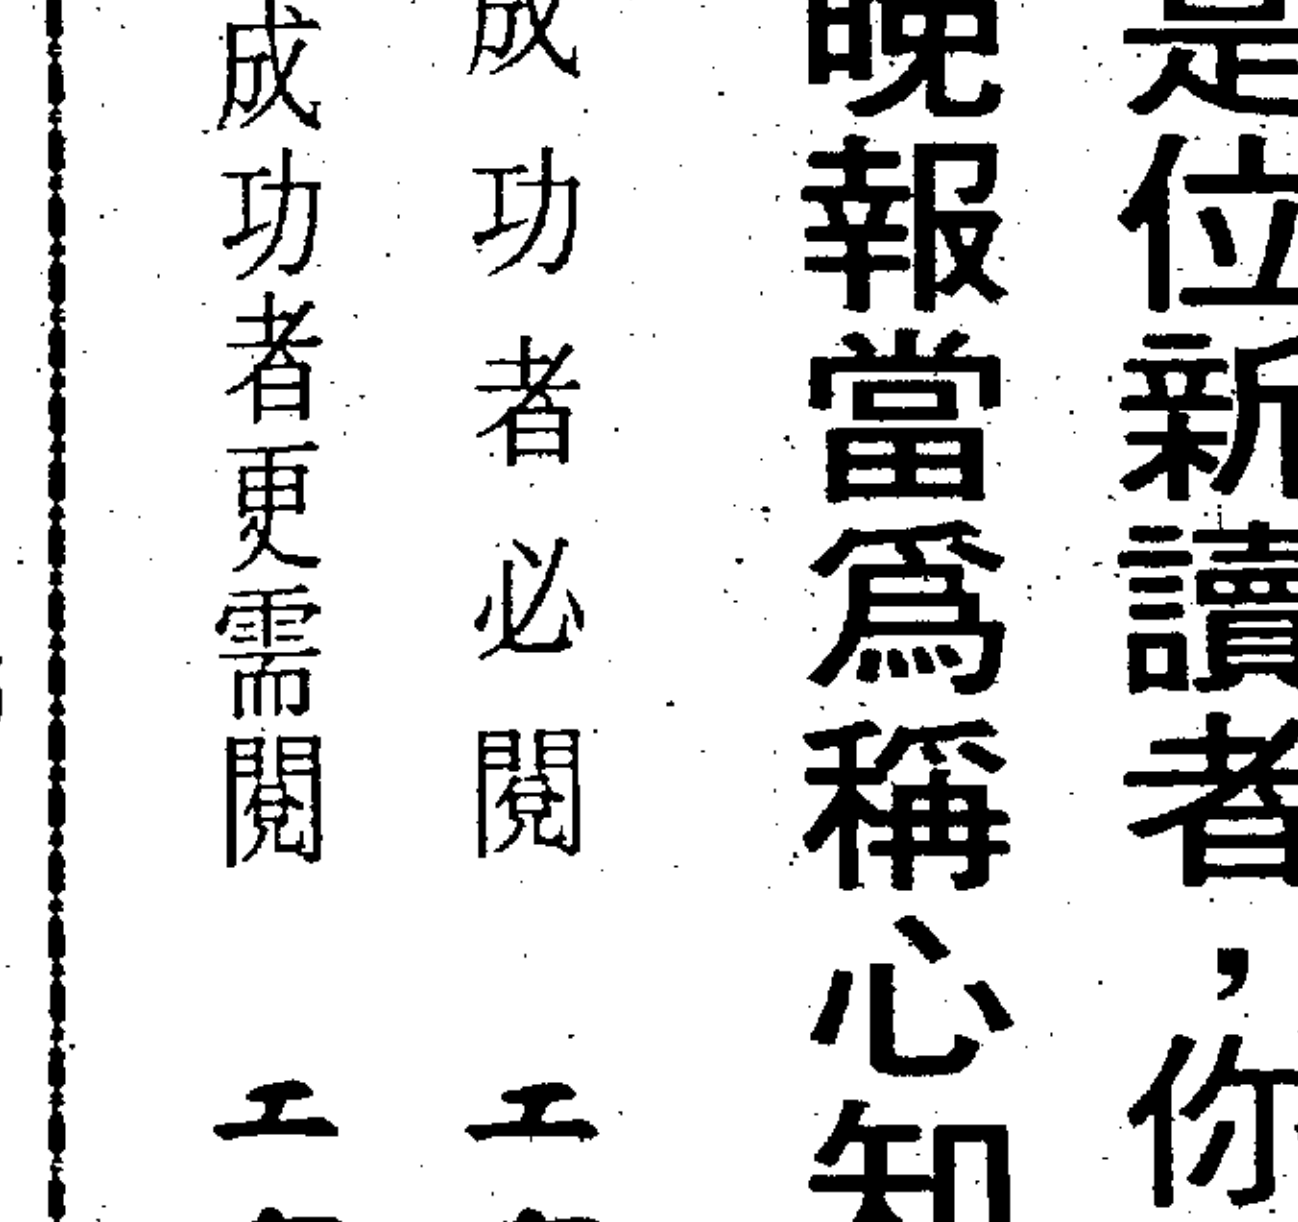 是位新讀者，你
晚報當爲稱心知
成功者必閱 工
成功者更需閱 工